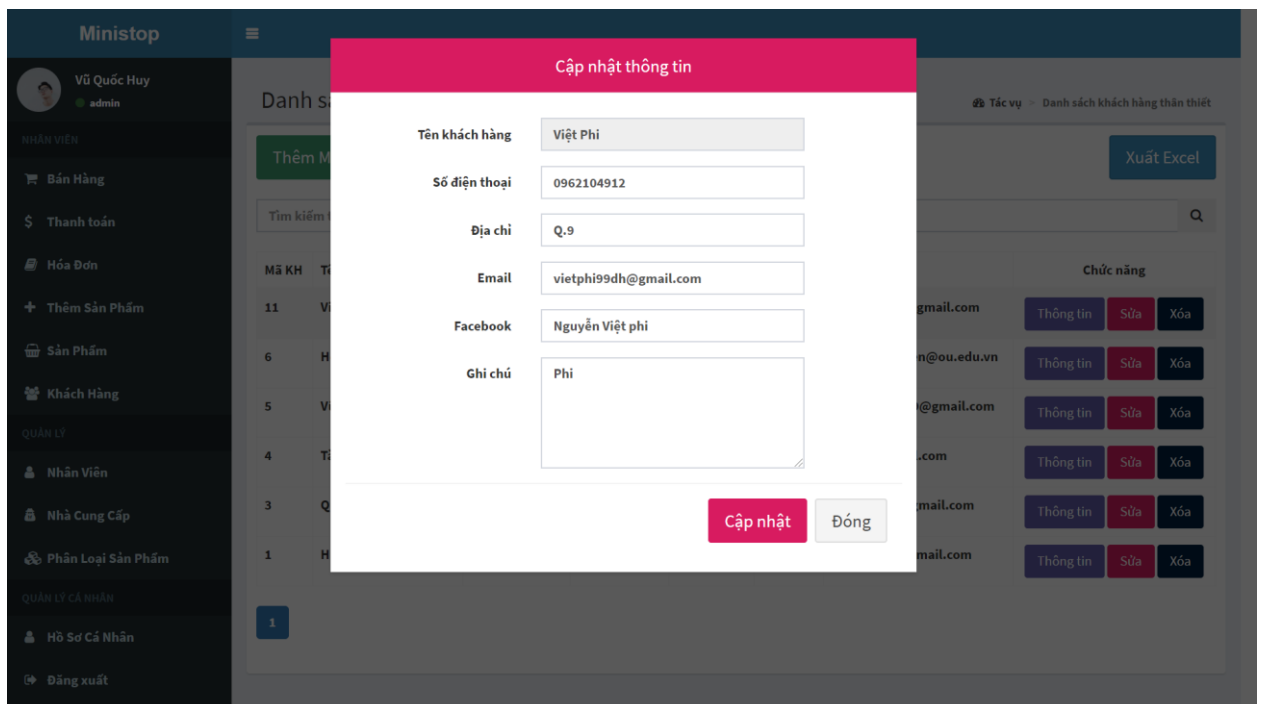 Ministop
Vũ Quốc Huy
admin
NHÂN VIÊN
Bán Hàng
Thanh toán
Hóa Đơn
Thêm Sản Phẩm
Sản Phẩm
Khách Hàng
QUẢN LÝ
Nhân Viên
Nhà Cung Cấp
Phân Loại Sản Phẩm
QUẢN LÝ CÁ NHÂN
Hồ Sơ Cá Nhân
Đăng xuất
Danh
Tác vụ > Danh sách khách hàng thân thiết
Thêm
Xuất Excel
Tìm kiếm
Mã KH Chức năng
11 gmail.com Thông tin Sửa Xóa
6 n@ou.edu.vn Thông tin Sửa Xóa
5 @gmail.com Thông tin Sửa Xóa
4 .com Thông tin Sửa Xóa
3 mail.com Thông tin Sửa Xóa
1 mail.com Thông tin Sửa Xóa
1
Cập nhật thông tin
Tên khách hàng Việt Phi
Số điện thoại 0962104912
Địa chỉ Q.9
Email vietphi99dh@gmail.com
Facebook Nguyễn Việt phi
Ghi chú Phi
Cập nhật Đóng